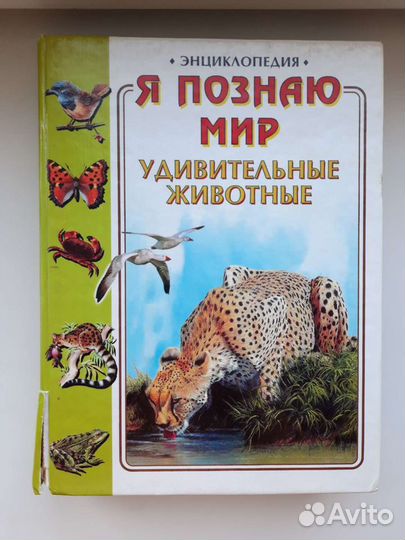 • ЭНЦИКЛОПЕДИЯ •
Я ПОЗНАЮ
МИР
УДИВИТЕЛЬНЫЕ
ЖИВОТНЫЕ
Avito